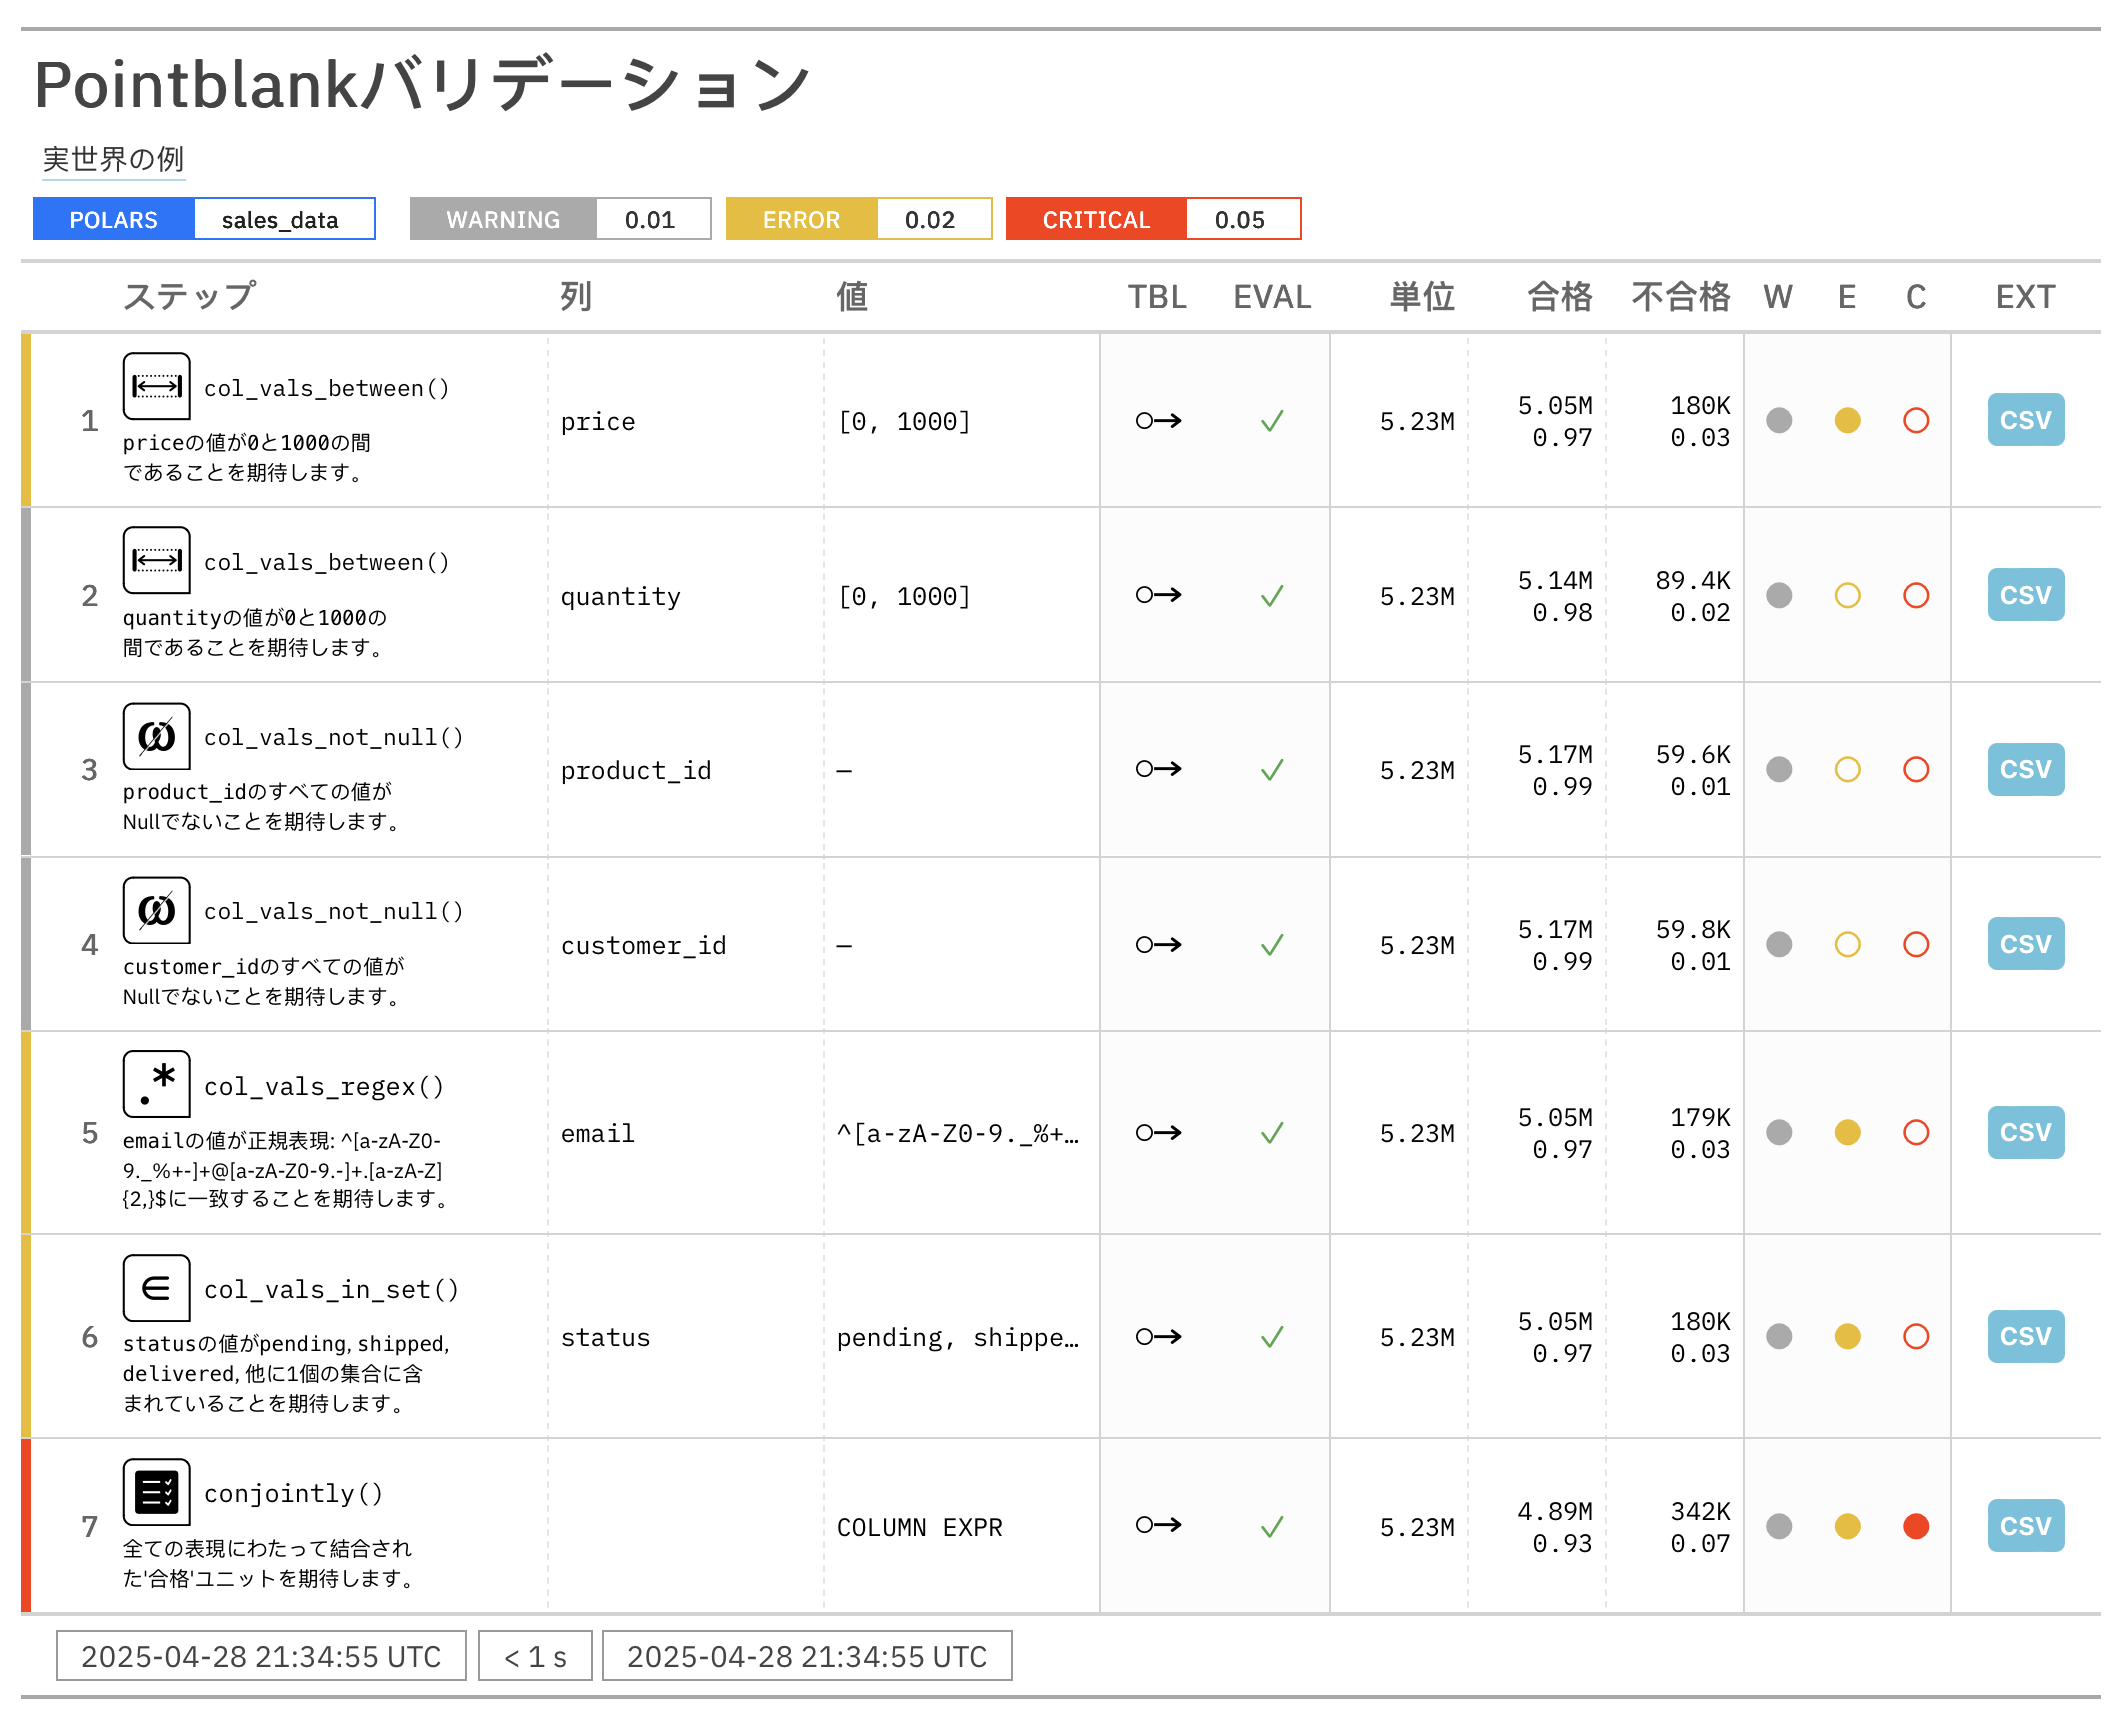 Pointblankバリデーション
実世界の例
POLARS sales_data WARNING 0.01 ERROR 0.02 CRITICAL 0.05
ステップ 列 値 TBL EVAL 単位 合格 不合格 W E C EXT
1 col_vals_between()
priceの値が0と1000の間
であることを期待します。
price [0, 1000] 5.23M 5.05M 180K CSV
0.97 0.03
2 col_vals_between()
quantityの値が0と1000の
間であることを期待します。
quantity [0, 1000] 5.23M 5.14M 89.4K CSV
0.98 0.02
3 col_vals_not_null()
product_idのすべての値が
Nullでないことを期待します。
product_id — 5.23M 5.17M 59.6K CSV
0.99 0.01
4 col_vals_not_null()
customer_idのすべての値が
Nullでないことを期待します。
customer_id — 5.23M 5.17M 59.8K CSV
0.99 0.01
5 .* col_vals_regex()
emailの値が正規表現: ^[a-zA-Z0-
9._%+-]+@[a-zA-Z0-9.-]+.[a-zA-Z]
{2,}$に一致することを期待します。
email ^[a-zA-Z0-9._%+… 5.23M 5.05M 179K CSV
0.97 0.03
6 ∈ col_vals_in_set()
statusの値がpending, shipped,
delivered, 他に1個の集合に含
まれていることを期待します。
status pending, shippe… 5.23M 5.05M 180K CSV
0.97 0.03
7 conjointly()
全ての表現にわたって結合され
た'合格'ユニットを期待します。
COLUMN EXPR 5.23M 4.89M 342K CSV
0.93 0.07
2025-04-28 21:34:55 UTC < 1 s 2025-04-28 21:34:55 UTC